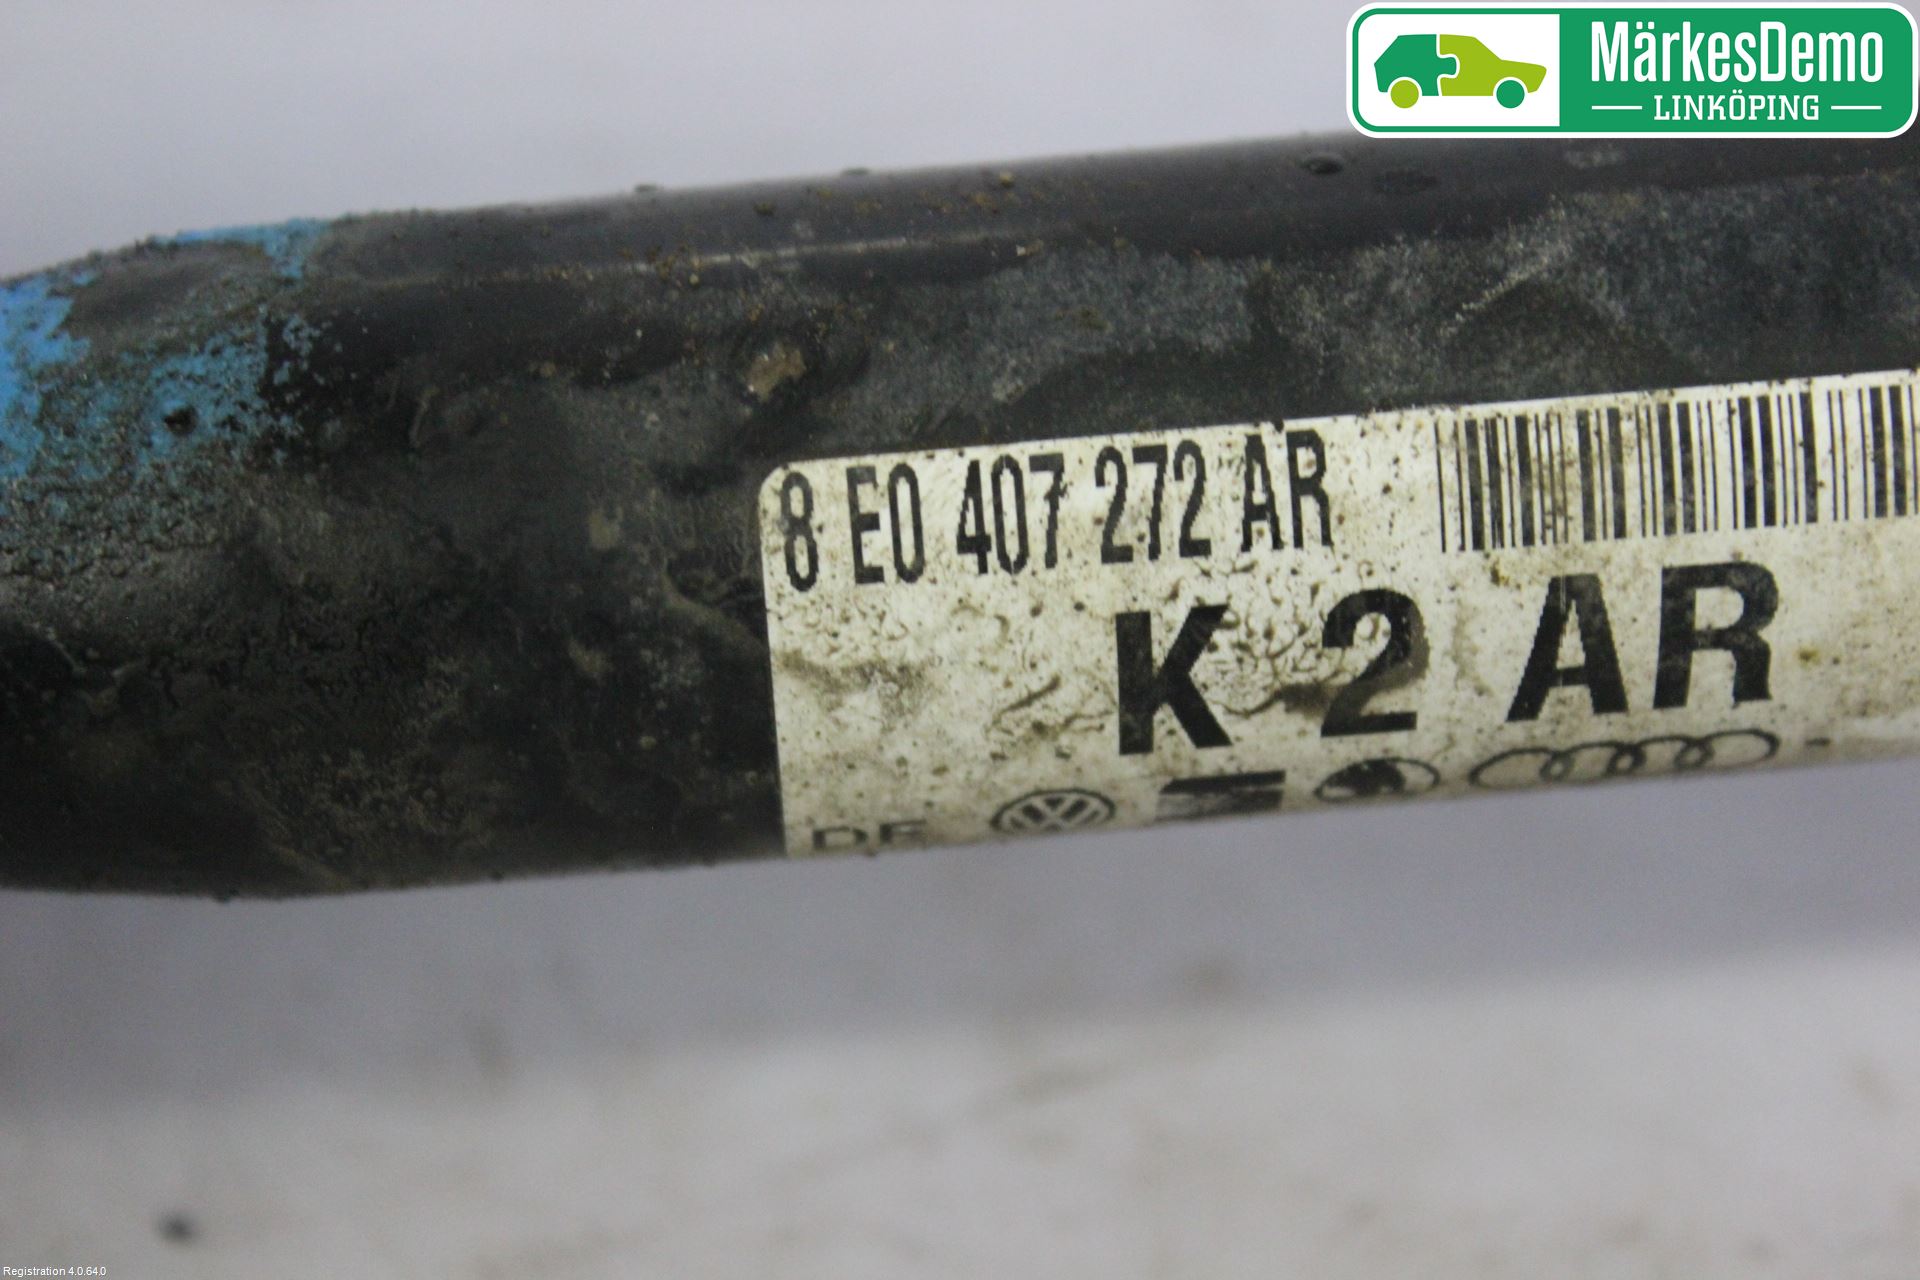 MärkesDemo
LINKÖPING
8 E0 407 272 AR
K 2 AR
Registration 4.0.64.0